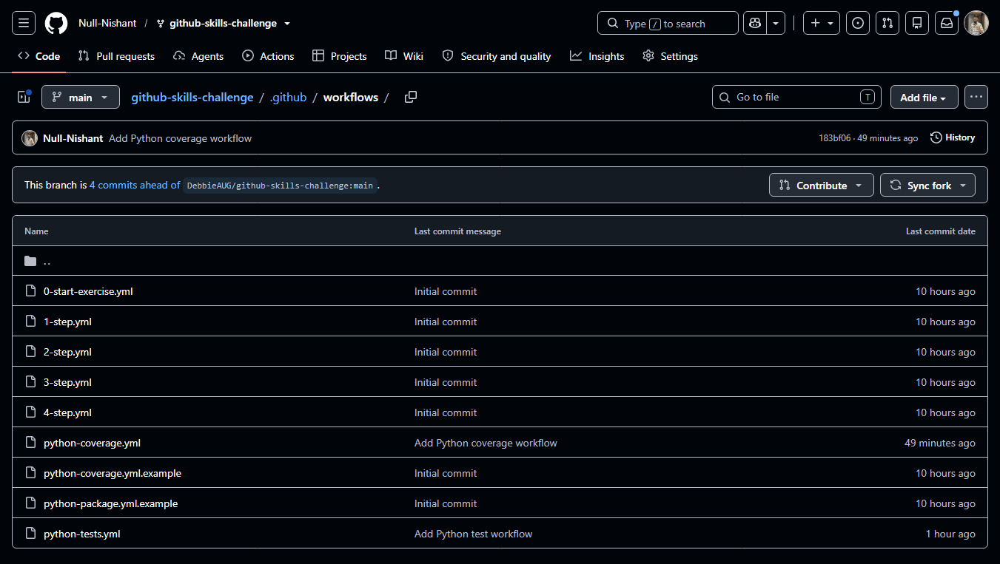 Null-Nishant / github-skills-challenge Type / to search
Code Pull requests Agents Actions Projects Wiki Security and quality Insights Settings
main github-skills-challenge / .github / workflows / Go to file T Add file
Null-Nishant Add Python coverage workflow 183bf06 · 49 minutes ago History
This branch is 4 commits ahead of DebbieAUG/github-skills-challenge:main . Contribute Sync fork
Name Last commit message Last commit date
..
0-start-exercise.yml Initial commit 10 hours ago
1-step.yml Initial commit 10 hours ago
2-step.yml Initial commit 10 hours ago
3-step.yml Initial commit 10 hours ago
4-step.yml Initial commit 10 hours ago
python-coverage.yml Add Python coverage workflow 49 minutes ago
python-coverage.yml.example Initial commit 10 hours ago
python-package.yml.example Initial commit 10 hours ago
python-tests.yml Add Python test workflow 1 hour ago